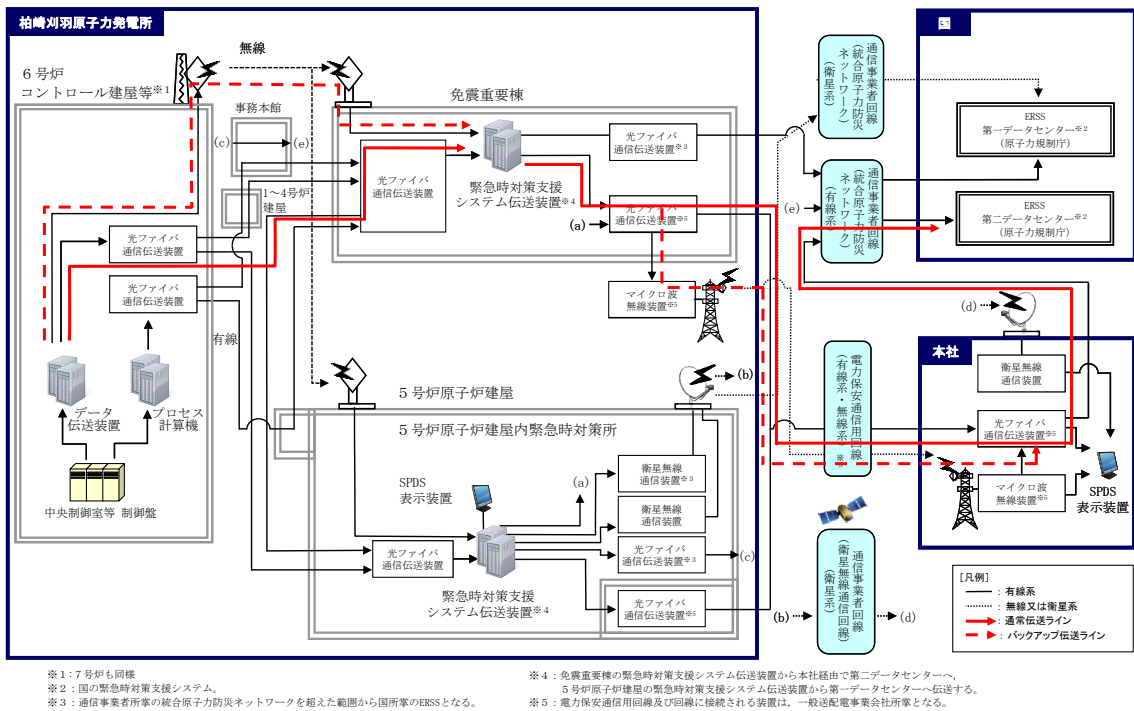 柏崎刈羽原子力発電所
6号炉
コントロール建屋等※1
無線
事務本館
(c)
(e)
1～4号炉
建屋
光ファイバ
通信伝送装置
光ファイバ
通信伝送装置
有線
データ
伝送装置
プロセス
計算機
中央制御室等 制御盤
免震重要棟
光ファイバ
通信伝送装置
緊急時対策支援
システム伝送装置※4
光ファイバ
通信伝送装置※3
(a)
光ファイバ
通信伝送装置※5
マイクロ波
無線装置※5
5号炉原子炉建屋
(b)
5号炉原子炉建屋内緊急時対策所
SPDS
表示装置
(a)
衛星無線
通信装置※3
衛星無線
通信装置
光ファイバ
通信伝送装置
光ファイバ
通信伝送装置※3
(c)
緊急時対策支援
システム伝送装置※4
光ファイバ
通信伝送装置※5
通信事業者回線
(統合原子力防災
ネットワーク)
(衛星系)
(e)
通信事業者回線
(統合原子力防災
ネットワーク)
(有線系)
電力保安通信用回線
(有線系・無線系)※5
(b)
通信事業者回線
(衛星無線通信回線)
(衛星系)
(d)
国
ERSS
第一データセンター※2
(原子力規制庁)
ERSS
第二データセンター※2
(原子力規制庁)
(d)
本社
衛星無線
通信装置
光ファイバ
通信伝送装置※5
マイクロ波
無線装置※5
SPDS
表示装置
[凡例]
：有線系
：無線又は衛星系
：通常伝送ライン
：バックアップ伝送ライン
※1：7号炉も同様
※2：国の緊急時対策支援システム。
※3：通信事業者所掌の統合原子力防災ネットワークを超えた範囲から国所掌のERSSとなる。
※4：免震重要棟の緊急時対策支援システム伝送装置から本社経由で第二データセンターへ，
5号炉原子炉建屋の緊急時対策支援システム伝送装置から第一データセンターへ伝送する。
※5：電力保安通信用回線及び回線に接続される装置は，一般送配電事業会社所掌となる。